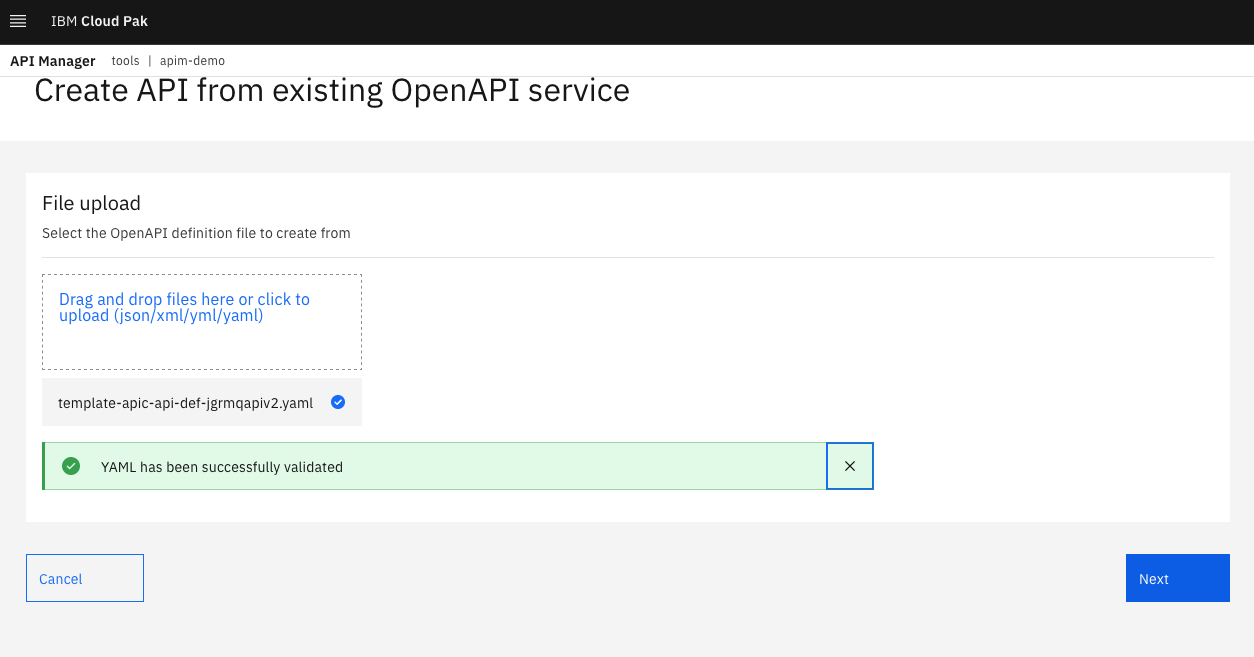 IBM Cloud Pak
API Manager tools | apim-demo
Create API from existing OpenAPI service
File upload
Select the OpenAPI definition file to create from
Drag and drop files here or click to
upload (json/xml/yml/yaml)
template-apic-api-def-jgrmqapiv2.yaml
YAML has been successfully validated
Cancel
Next